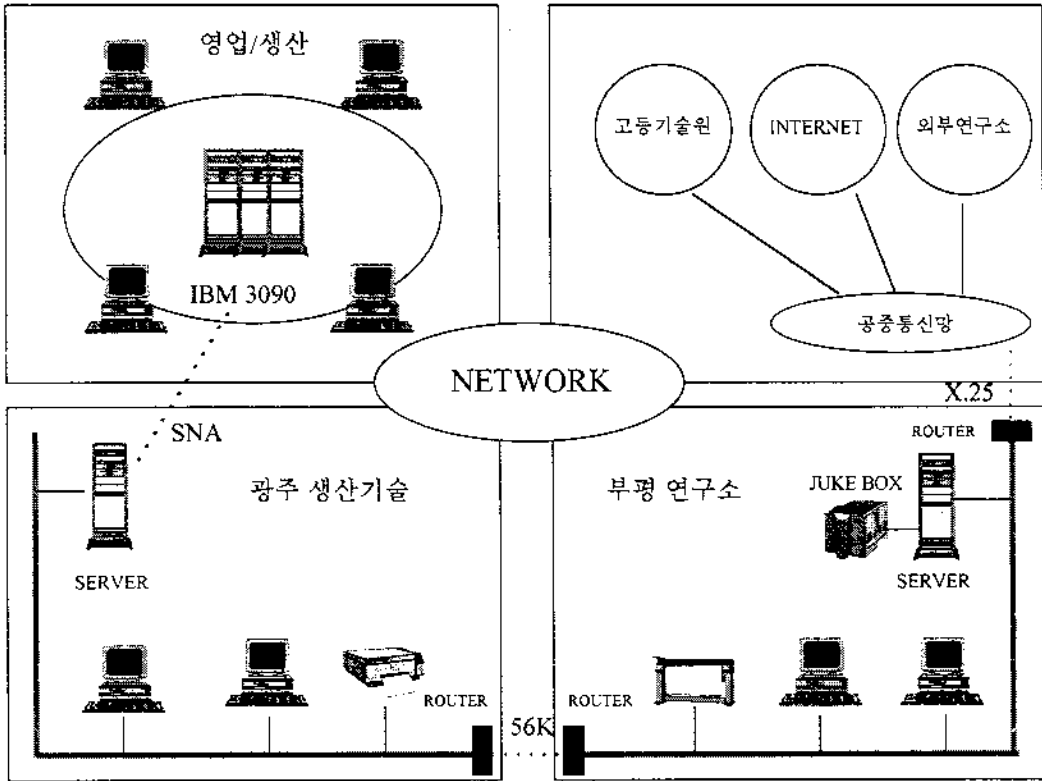 영업/생산
IBM 3090
고등기술원
INTERNET
외부연구소
공중통신망
NETWORK
X.25
SNA
광주 생산기술
SERVER
ROUTER
56K
부평 연구소
ROUTER
JUKE BOX
SERVER
ROUTER